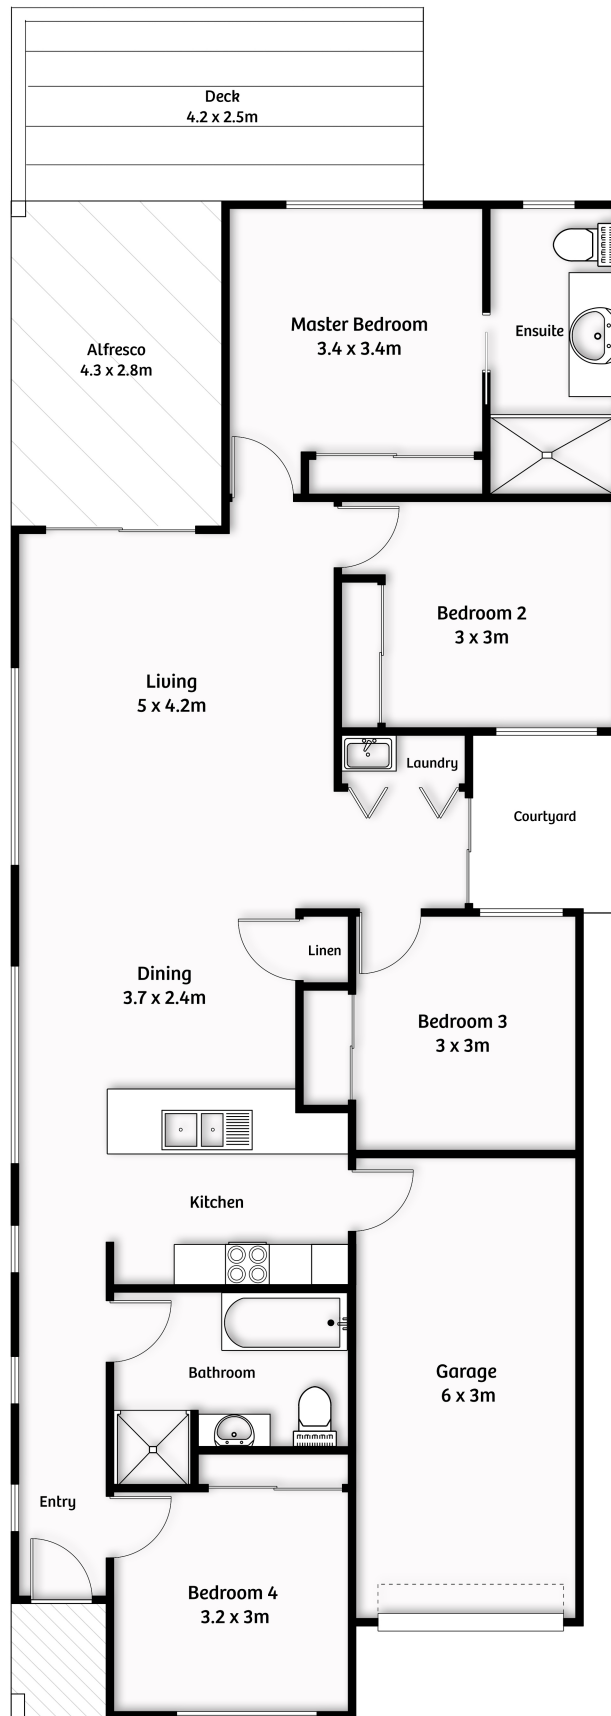 Deck
4.2 x 2.5m
Master Bedroom
3.4 x 3.4m
Ensuite
Alfresco
4.3 x 2.8m
Bedroom 2
3 x 3m
Living
5 x 4.2m
Laundry
Courtyard
Linen
Dining
3.7 x 2.4m
Bedroom 3
3 x 3m
Kitchen
Bathroom
Garage
6 x 3m
Entry
Bedroom 4
3.2 x 3m